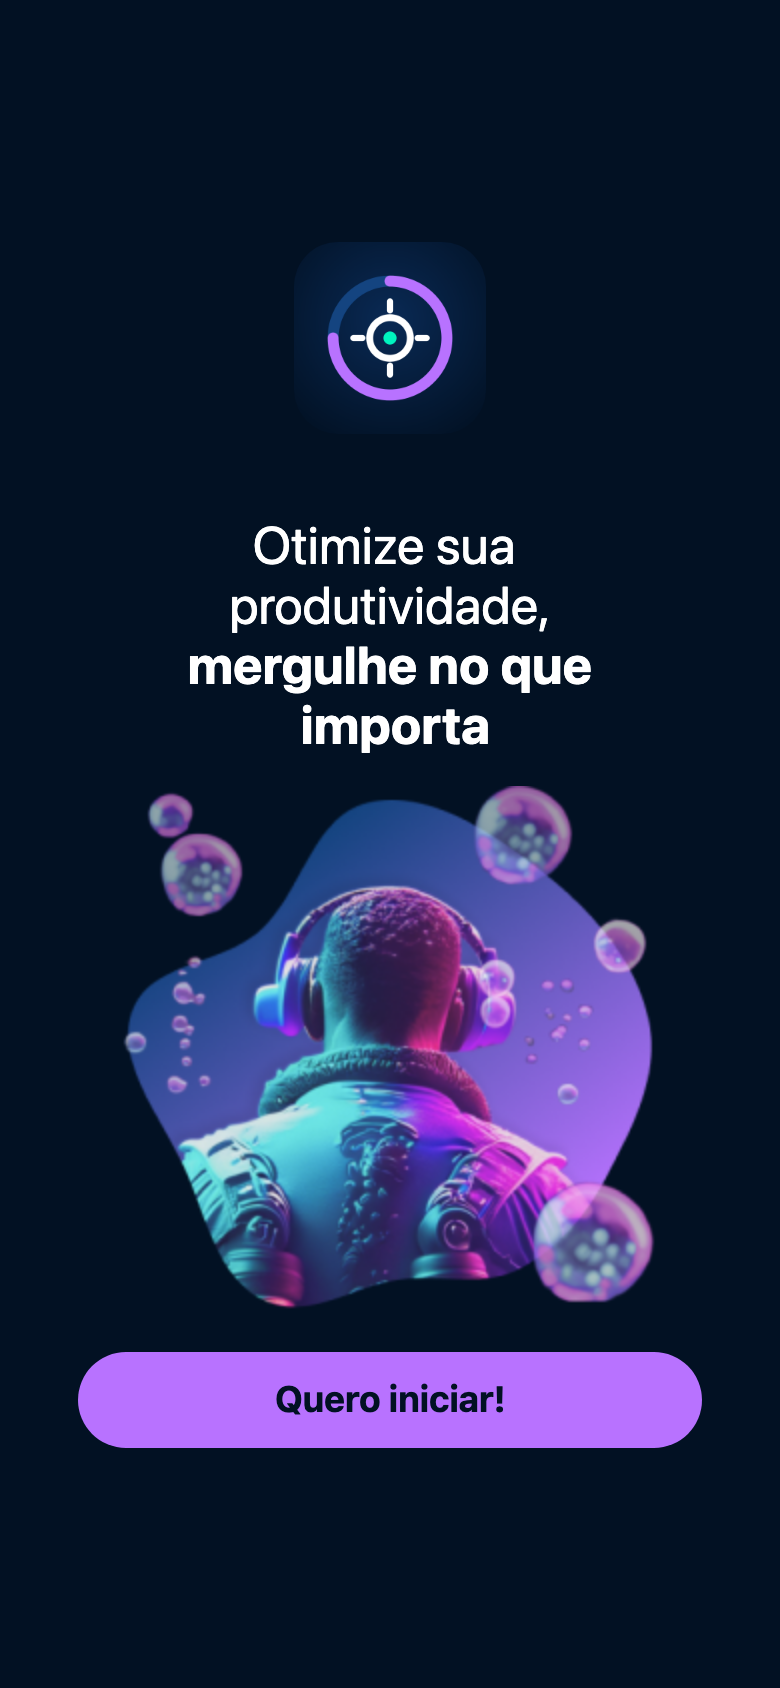 Otimize sua
produtividade,
mergulhe no que
importa
Quero iniciar!